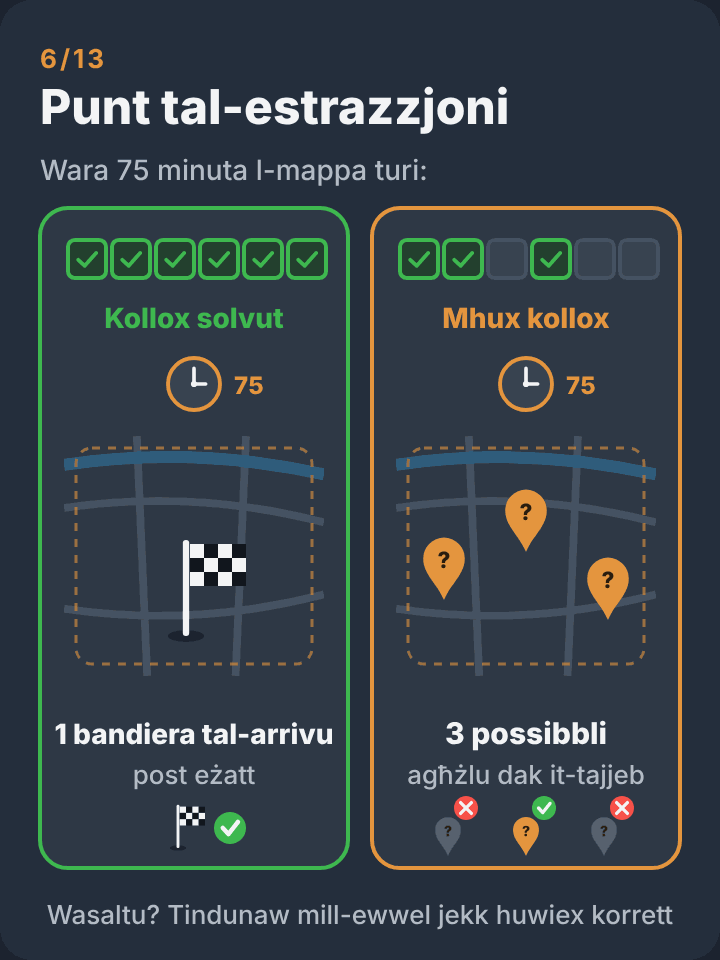 6/13
Punt tal-estrazzjoni
Wara 75 minuta l-mappa turi:
Kollox solvut
75
1 bandiera tal-arrivu
post eżatt
Mhux kollox
75
? ? ?
3 possibbli
agħżlu dak it-tajjeb
? ? ?
Wasaltu? Tindunaw mill-ewwel jekk huwiex korrett